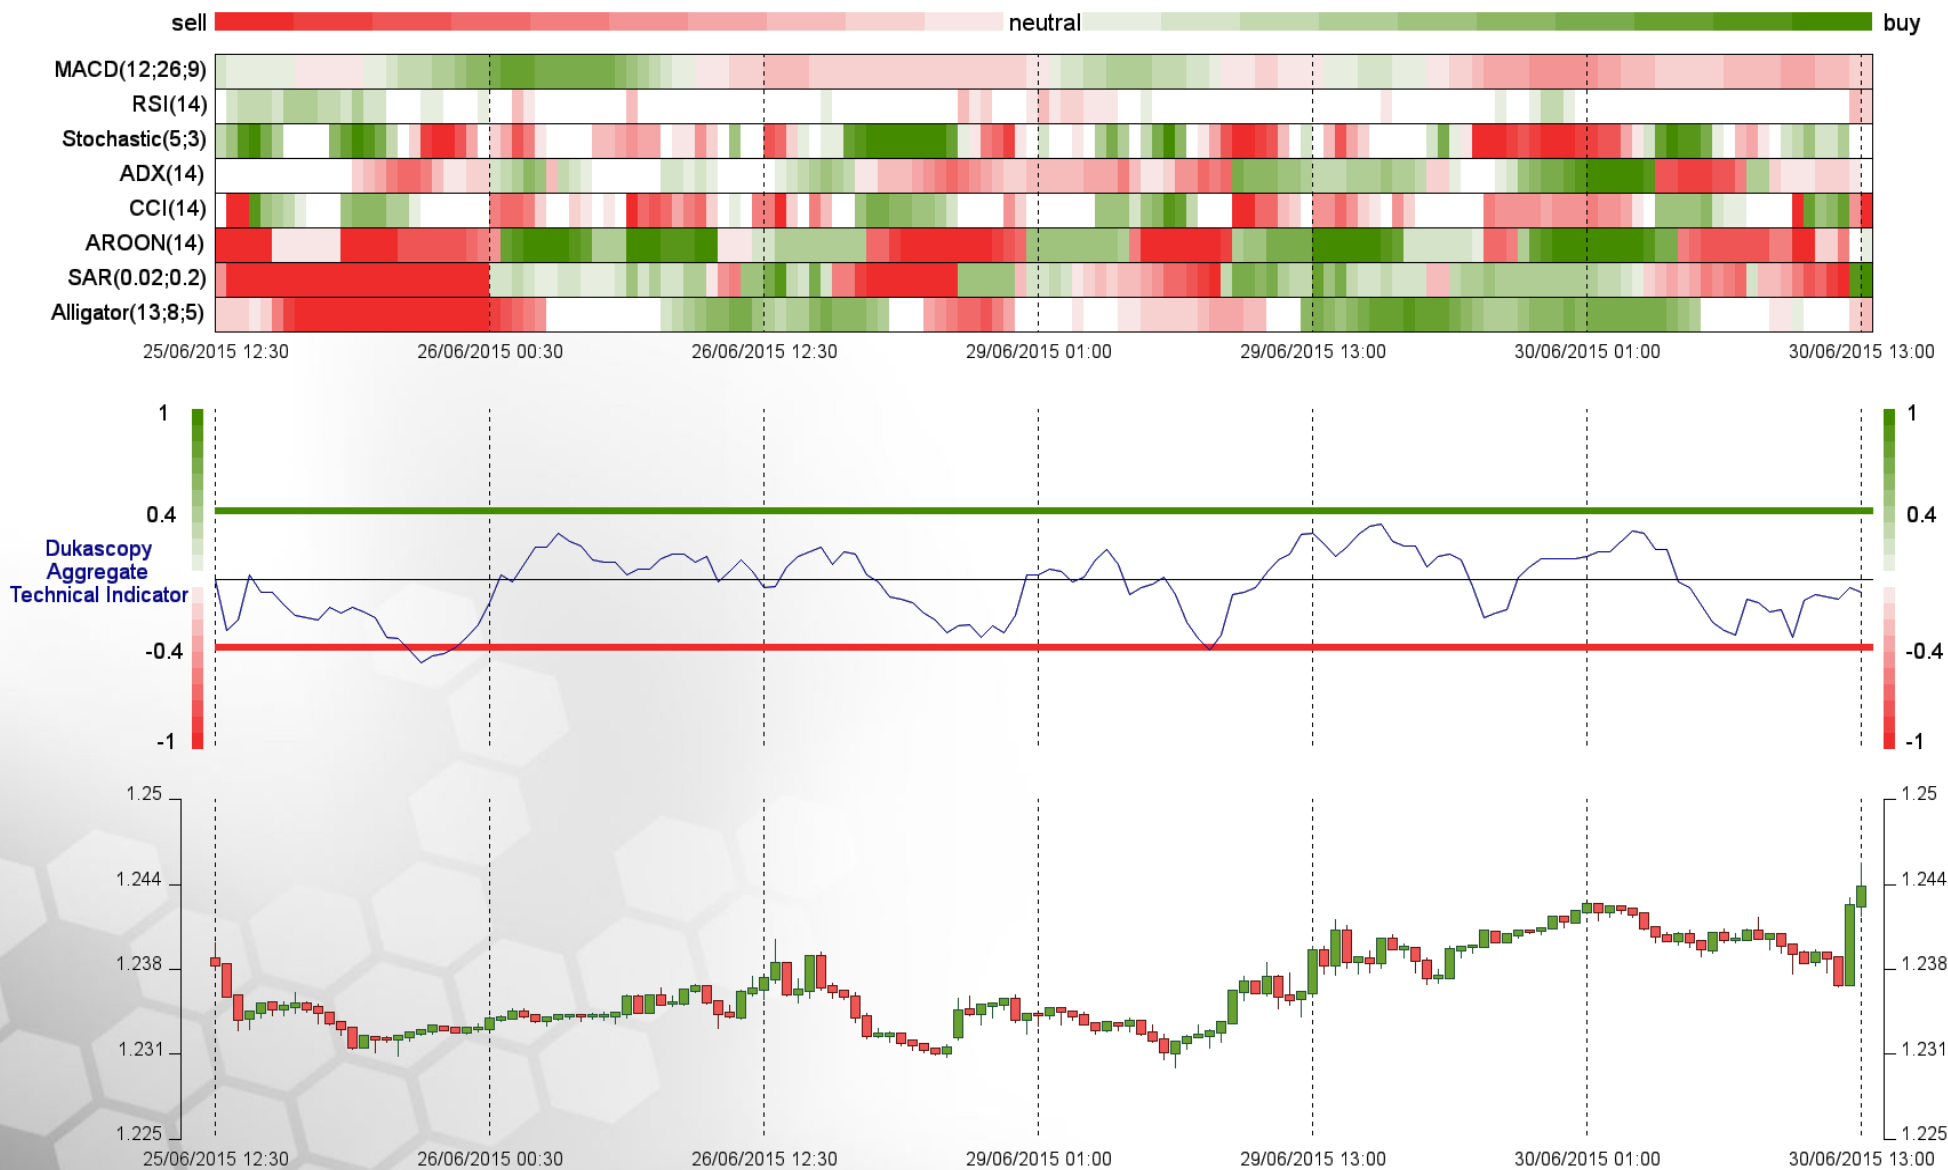 sell neutral buy
MACD(12;26;9)
RSI(14)
Stochastic(5;3)
ADX(14)
CCI(14)
AROON(14)
SAR(0.02;0.2)
Alligator(13;8;5)
25/06/2015 12:30 26/06/2015 00:30 26/06/2015 12:30 29/06/2015 01:00 29/06/2015 13:00 30/06/2015 01:00 30/06/2015 13:00
1 1
0.4 0.4
Dukascopy
Aggregate
Technical Indicator
-0.4 -0.4
-1 -1
1.25 1.25
1.244 1.244
1.238 1.238
1.231 1.231
1.225 1.225
25/06/2015 12:30 26/06/2015 00:30 26/06/2015 12:30 29/06/2015 01:00 29/06/2015 13:00 30/06/2015 01:00 30/06/2015 13:00